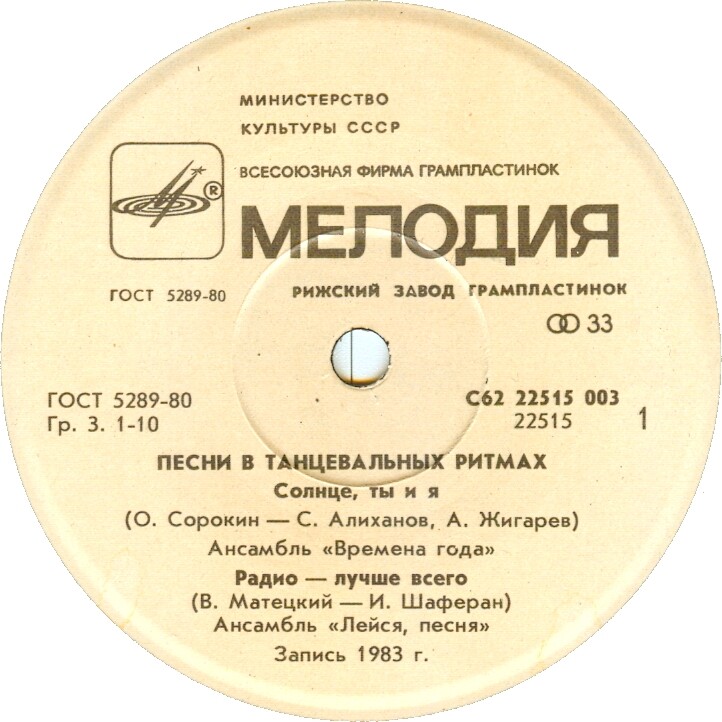 МИНИСТЕРСТВО
КУЛЬТУРЫ СССР
ВСЕСОЮЗНАЯ ФИРМА ГРАМПЛАСТИНОК
®
МЕЛОДИЯ
ГОСТ 5289-80
РИЖСКИЙ ЗАВОД ГРАМПЛАСТИНОК
33
ГОСТ 5289-80
С62 22515 003
Гр. 3. 1-10
22515
1
ПЕСНИ В ТАНЦЕВАЛЬНЫХ РИТМАХ
Солнце, ты и я
(О. Сорокин — С. Алиханов, А. Жигарев)
Ансамбль «Времена года»
Радио — лучше всего
(В. Матецкий — И. Шаферан)
Ансамбль «Лейся, песня»
Запись 1983 г.